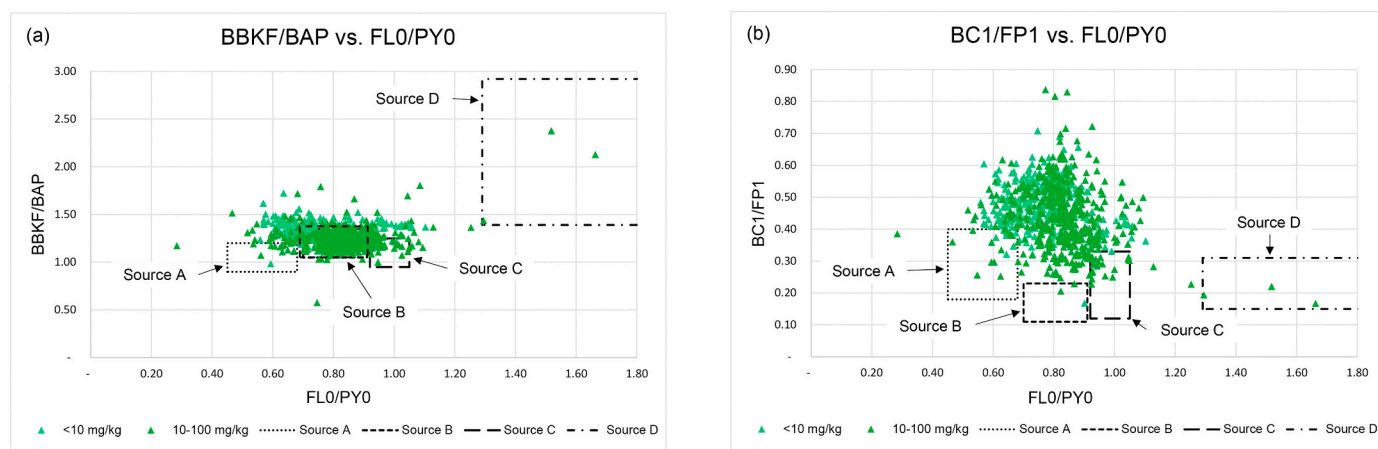 (a)
BBKF/BAP vs. FL0/PY0
3.00
2.50
2.00
1.50
1.00
0.50
-
BBKF/BAP
Source D
Source A
Source B
Source C
- 0.20 0.40 0.60 0.80 1.00 1.20 1.40 1.60 1.80
FL0/PY0
<10 mg/kg 10-100 mg/kg Source A Source B Source C Source D
(b)
BC1/FP1 vs. FL0/PY0
0.90
0.80
0.70
0.60
0.50
0.40
0.30
0.20
0.10
-
BC1/FP1
Source D
Source A
Source B
Source C
- 0.20 0.40 0.60 0.80 1.00 1.20 1.40 1.60 1.80
FL0/PY0
<10 mg/kg 10-100 mg/kg Source A Source B Source C Source D